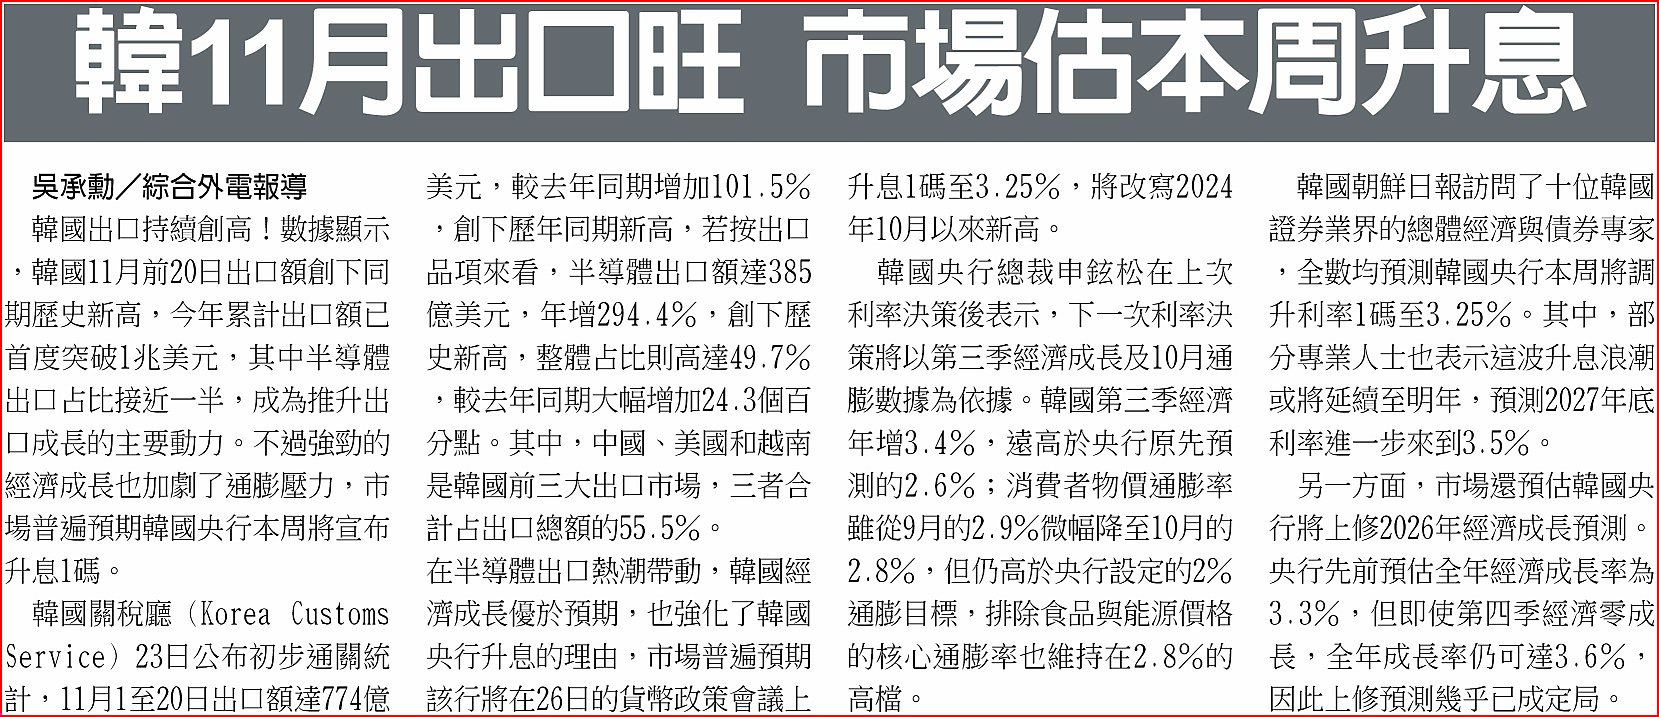 韓11月出口旺 市場估本周升息
吳承勳／綜合外電報導
韓國出口持續創高！數據顯示
，韓國11月前20日出口額創下同
期歷史新高，今年累計出口額已
首度突破1兆美元，其中半導體
出口占比接近一半，成為推升出
口成長的主要動力。不過強勁的
經濟成長也加劇了通膨壓力，市
場普遍預期韓國央行本周將宣布
升息1碼。
韓國關稅廳（Korea Customs
Service）23日公布初步通關統
計，11月1至20日出口額達774億
美元，較去年同期增加101.5%
，創下歷年同期新高，若按出口
品項來看，半導體出口額達385
億美元，年增294.4%，創下歷
史新高，整體占比則高達49.7%
，較去年同期大幅增加24.3個百
分點。其中，中國、美國和越南
是韓國前三大出口市場，三者合
計占出口總額的55.5%。
在半導體出口熱潮帶動，韓國經
濟成長優於預期，也強化了韓國
央行升息的理由，市場普遍預期
該行將在26日的貨幣政策會議上
升息1碼至3.25%，將改寫2024
年10月以來新高。
韓國央行總裁申鉉松在上次
利率決策後表示，下一次利率決
策將以第三季經濟成長及10月通
膨數據為依據。韓國第三季經濟
年增3.4%，遠高於央行原先預
測的2.6%；消費者物價通膨率
雖從9月的2.9%微幅降至10月的
2.8%，但仍高於央行設定的2%
通膨目標，排除食品與能源價格
的核心通膨率也維持在2.8%的
高檔。
韓國朝鮮日報訪問了十位韓國
證券業界的總體經濟與債券專家
，全數均預測韓國央行本周將調
升利率1碼至3.25%。其中，部
分專業人士也表示這波升息浪潮
或將延續至明年，預測2027年底
利率進一步來到3.5%。
另一方面，市場還預估韓國央
行將上修2026年經濟成長預測。
央行先前預估全年經濟成長率為
3.3%，但即使第四季經濟零成
長，全年成長率仍可達3.6%，
因此上修預測幾乎已成定局。